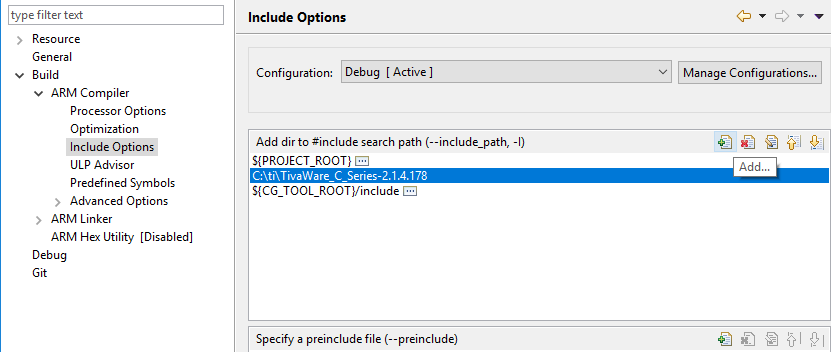 type filter text
Resource
General
Build
ARM Compiler
Processor Options
Optimization
Include Options
ULP Advisor
Predefined Symbols
Advanced Options
ARM Linker
ARM Hex Utility [Disabled]
Debug
Git
Include Options
Configuration: Debug [ Active ] Manage Configurations...
Add dir to #include search path (--include_path, -I)
${PROJECT_ROOT}
Add...
C:\ti\TivaWare_C_Series-2.1.4.178
${CG_TOOL_ROOT}/include
Specify a preinclude file (--preinclude)